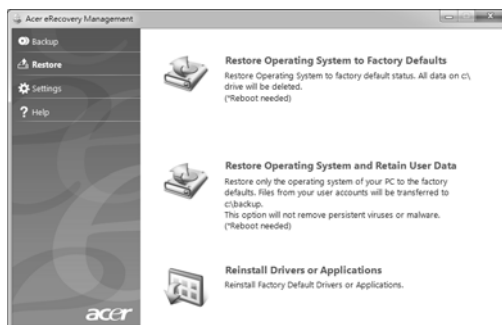 Acer eRecovery Management
Backup
Restore
Settings
? Help
Restore Operating System to Factory Defaults
Restore Operating System to factory default status. All data on c:\
drive will be deleted.
(*Reboot needed)
Restore Operating System and Retain User Data
Restore only the operating system of your PC to the factory
defaults. Files from your user accounts will be transferred to
c:\backup.
This option will not remove persistent viruses or malware.
(*Reboot needed)
Reinstall Drivers or Applications
Reinstall Factory Default Drivers or Applications.
acer